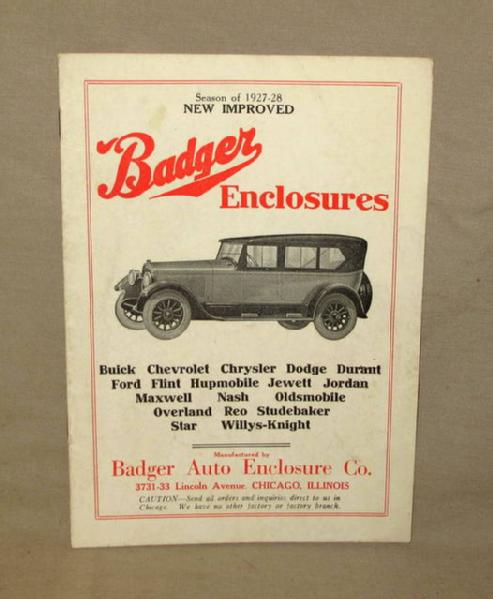 Season of 1927-28
NEW IMPROVED
Badger
Enclosures
Buick Chevrolet Chrysler Dodge Durant
Ford Flint Hupmobile Jewett Jordan
Maxwell Nash Oldsmobile
Overland Reo Studebaker
Star Willys-Knight
Manufactured by
Badger Auto Enclosure Co.
3731-33 Lincoln Avenue. CHICAGO, ILLINOIS
CAUTION—Send all orders and inquiries direct to us in
Chicago. We have no other factory or factory branch.